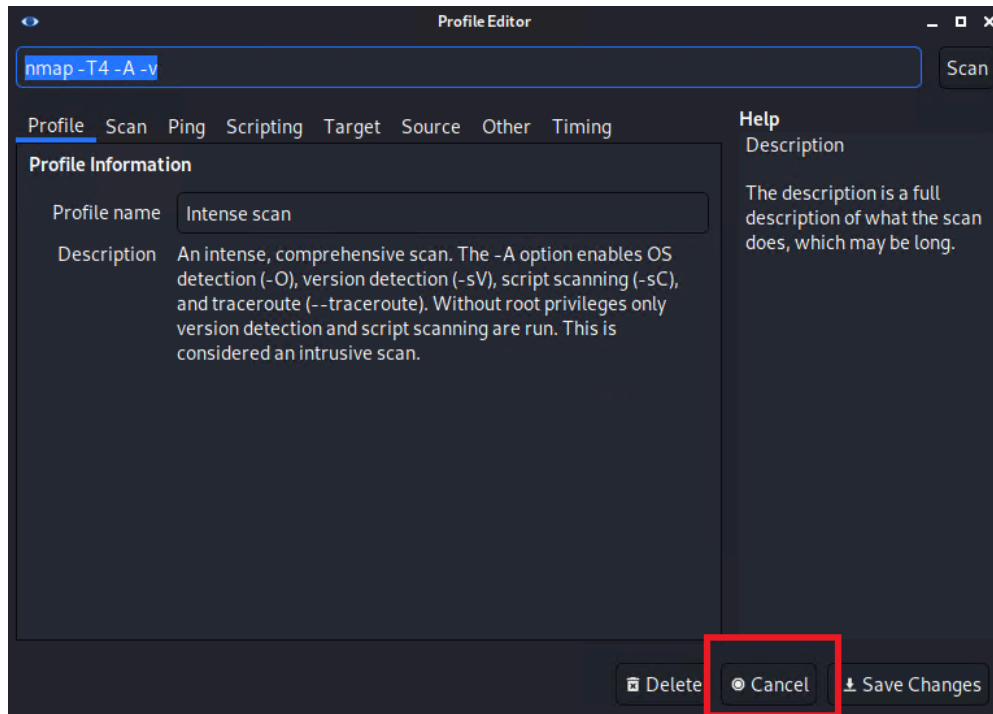 Profile Editor
nmap -T4 -A -v
Scan
Profile Scan Ping Scripting Target Source Other Timing
Profile Information
Profile name Intense scan
Description An intense, comprehensive scan. The -A option enables OS
detection (-O), version detection (-sV), script scanning (-sC),
and traceroute (--traceroute). Without root privileges only
version detection and script scanning are run. This is
considered an intrusive scan.
Help
Description
The description is a full
description of what the scan
does, which may be long.
Delete Cancel Save Changes